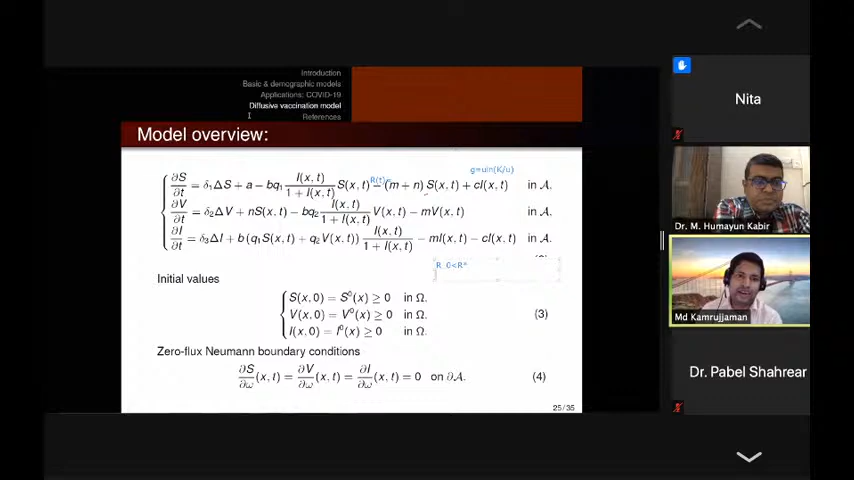 Introduction
Basic & demographic models
Applications: COVID-19
Diffusive vaccination model
References
Model overview:
g=uln(K/u)
R(t)=
∂S/∂t = δ₁ΔS + a − bq₁ I(x, t)/(1 + I(x, t)) S(x, t) − (m + n) S(x, t) + cI(x, t) in A.
∂V/∂t = δ₂ΔV + nS(x, t) − bq₂ I(x, t)/(1 + I(x, t)) V(x, t) − mV(x, t) in A.
∂I/∂t = δ₃ΔI + b (q₁S(x, t) + q₂V(x, t)) I(x, t)/(1 + I(x, t)) − mI(x, t) − cI(x, t) in A.
R_0<R*
Initial values
S(x, 0) = S⁰(x) ≥ 0 in Ω.
V(x, 0) = V⁰(x) ≥ 0 in Ω. (3)
I(x, 0) = I⁰(x) ≥ 0 in Ω.
Zero-flux Neumann boundary conditions
∂S/∂ω (x, t) = ∂V/∂ω (x, t) = ∂I/∂ω (x, t) = 0 on ∂A. (4)
25/35
Nita
Dr. M. Humayun Kabir
Md Kamrujjaman
Dr. Pabel Shahrear